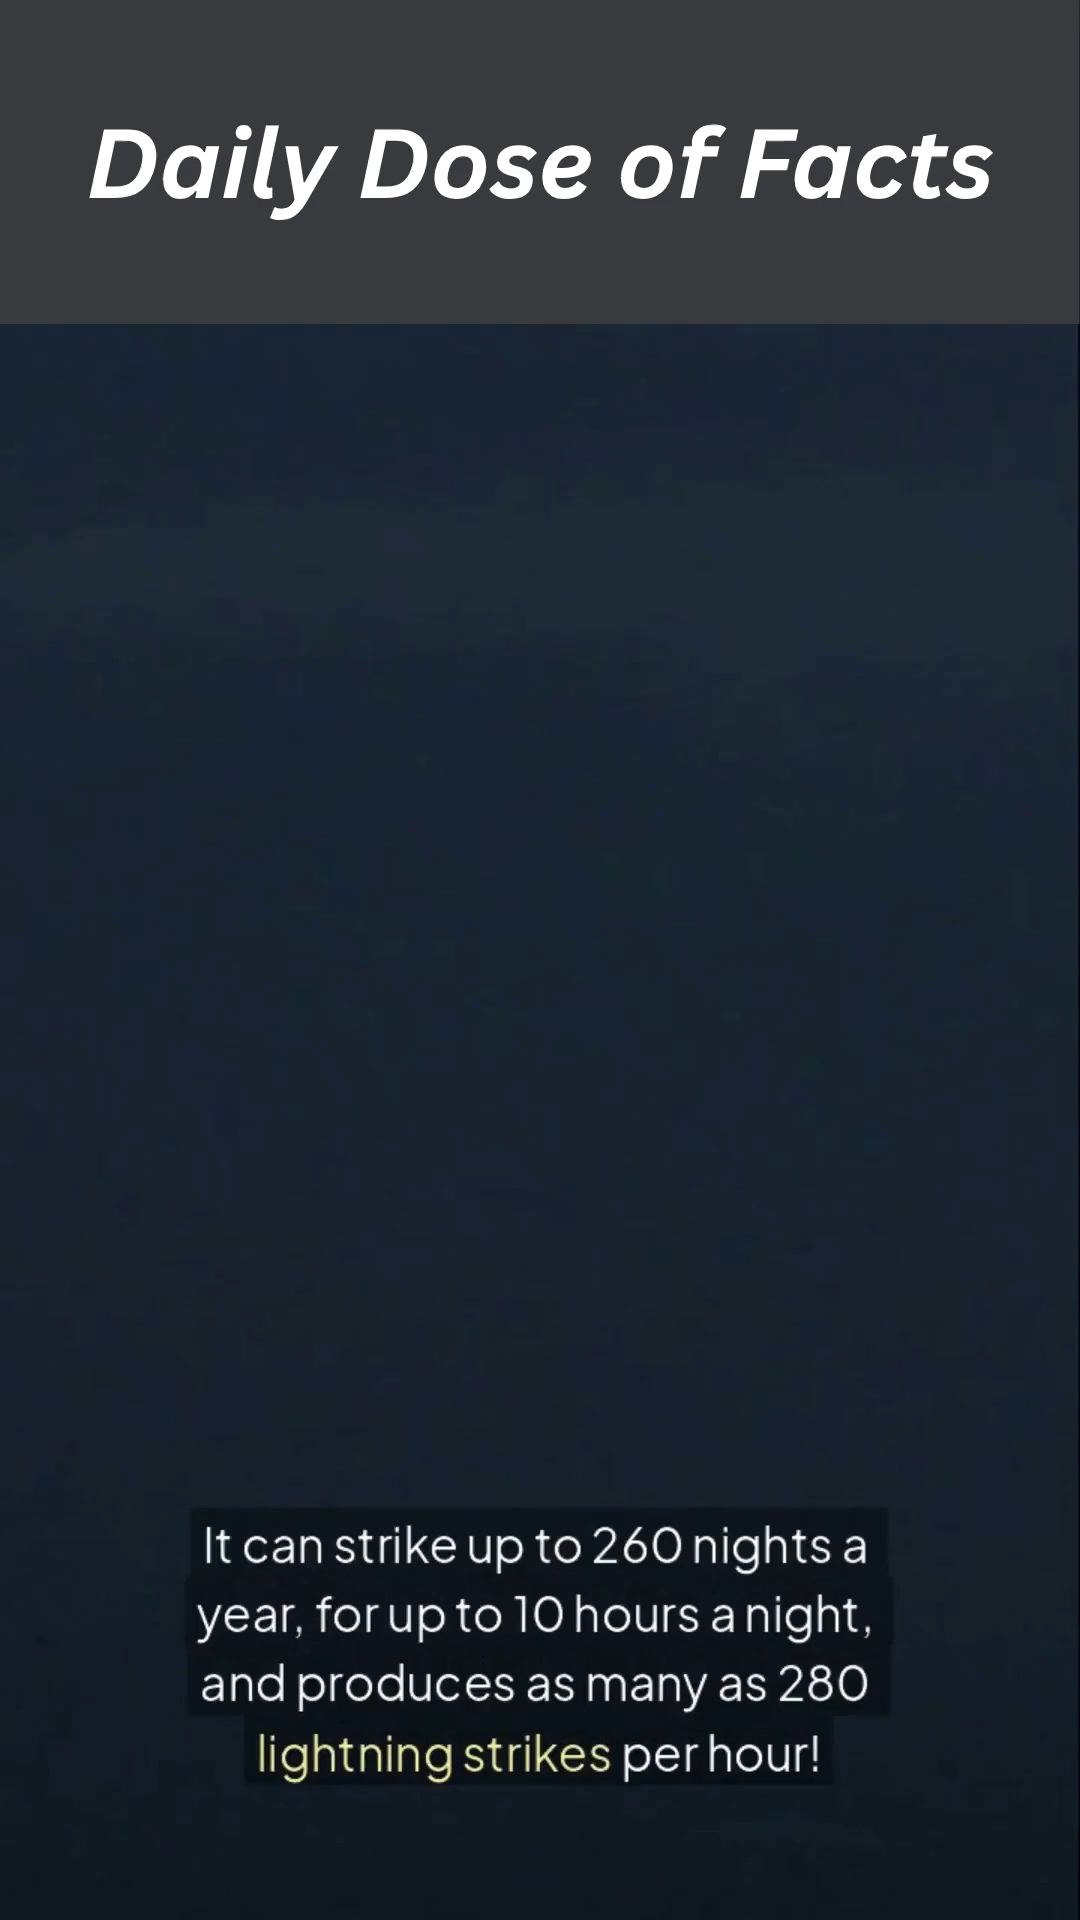 Daily Dose of Facts
It can strike up to 260 nights a
year, for up to 10 hours a night,
and produces as many as 280
lightning strikes per hour!